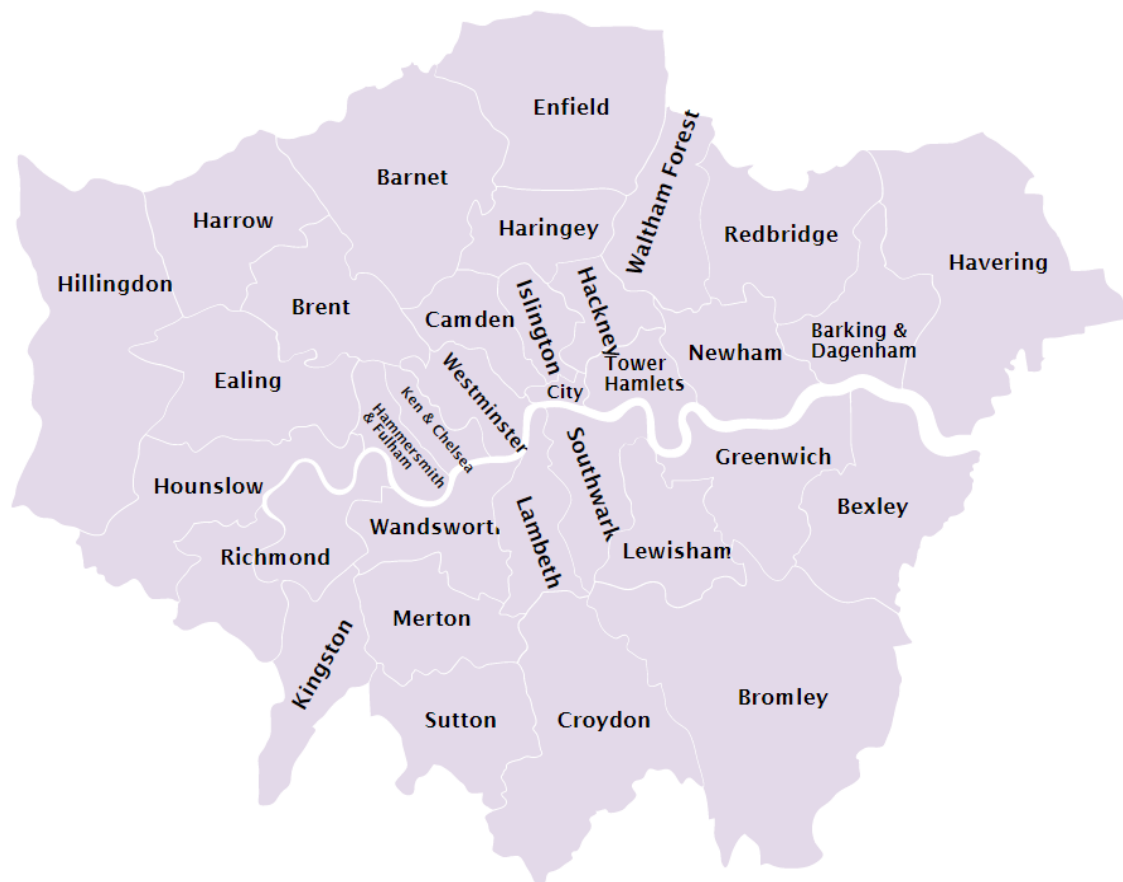 Enfield
Barnet
Waltham Forest
Harrow
Haringey
Redbridge
Havering
Hillingdon
Brent
Camden
Islington
Hackney
Barking &
Dagenham
Newham
Tower
Hamlets
Ealing
City
Westminster
Ken & Chelsea
Hammersmith
& Fulham
Southwark
Greenwich
Hounslow
Bexley
Wandsworth
Lambeth
Richmond
Lewisham
Merton
Kingston
Bromley
Sutton
Croydon